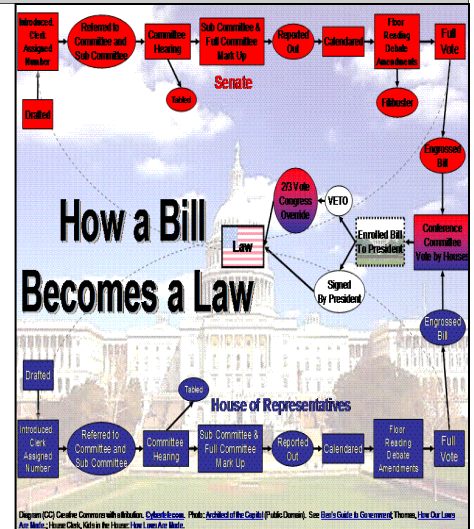 Introduced.
Clerk
Assigned
Number
Referred to
Committee and
Sub Committee
Committee
Hearing
Sub Committee &
Full Committee
Mark Up
Reported
Out
Calendared
Floor
Reading
Debate
Amendments
Full
Vote
Senate
Tabled
Filibuster
Drafted
Engrossed
Bill
2/3 Vote
Congress
Override
VETO
How a Bill
Becomes a Law
Law
Enrolled Bill
To President
Conference
Committee
Vote by Houses
Signed
By President
Engrossed
Bill
Drafted
Tabled
House of Representatives
Introduced
Clerk
Assigned
Number
Referred to
Committee and
Sub Committee
Committee
Hearing
Sub Committee &
Full Committee
Mark Up
Reported
Out
Calendared
Floor
Reading
Debate
Amendments
Full
Vote
Diagram (CC) Creative Commons with attribution. Cybertelecom. Photo: Architect of the Capitol (Public Domain). See Ben's Guide to Government; Thomas, How Our Laws
Are Made.; House Clerk, Kids in the House: How Laws Are Made.